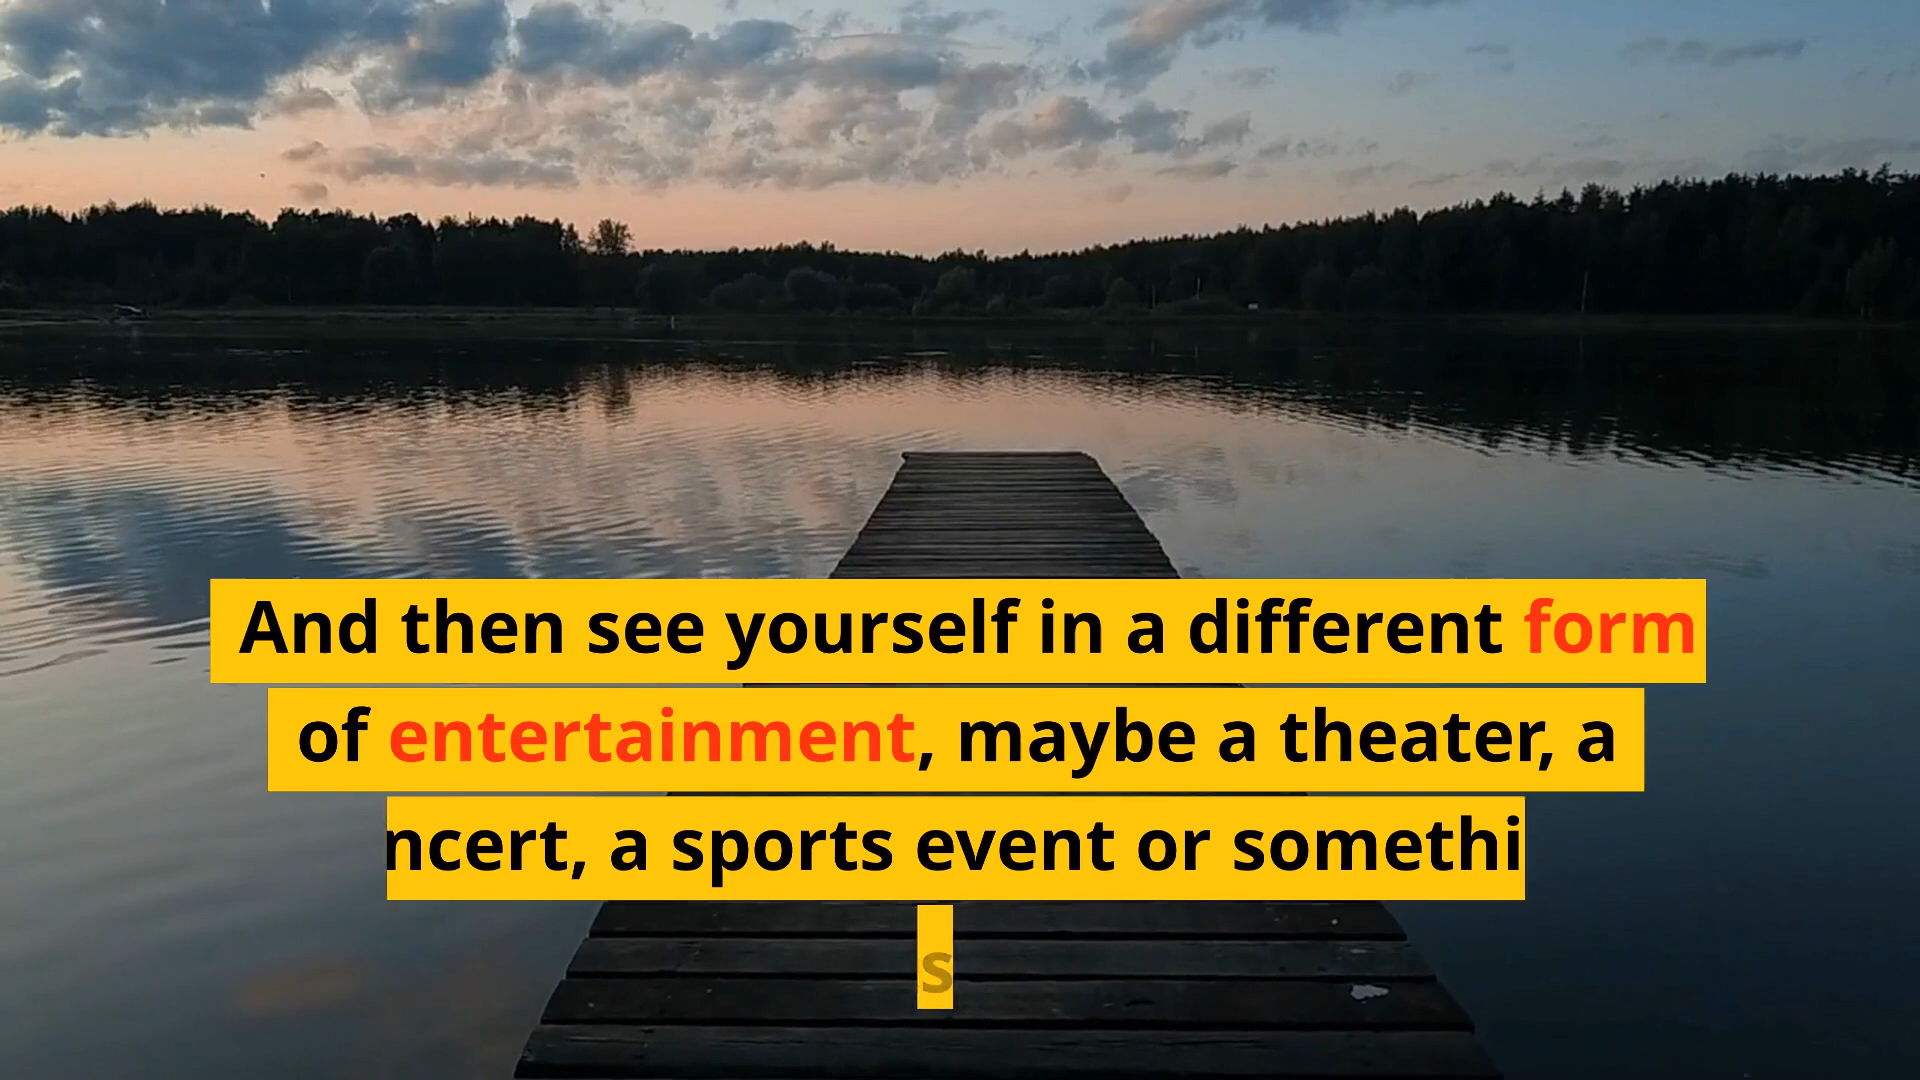 And then see yourself in a different form
of entertainment, maybe a theater, a
ncert, a sports event or somethi
s